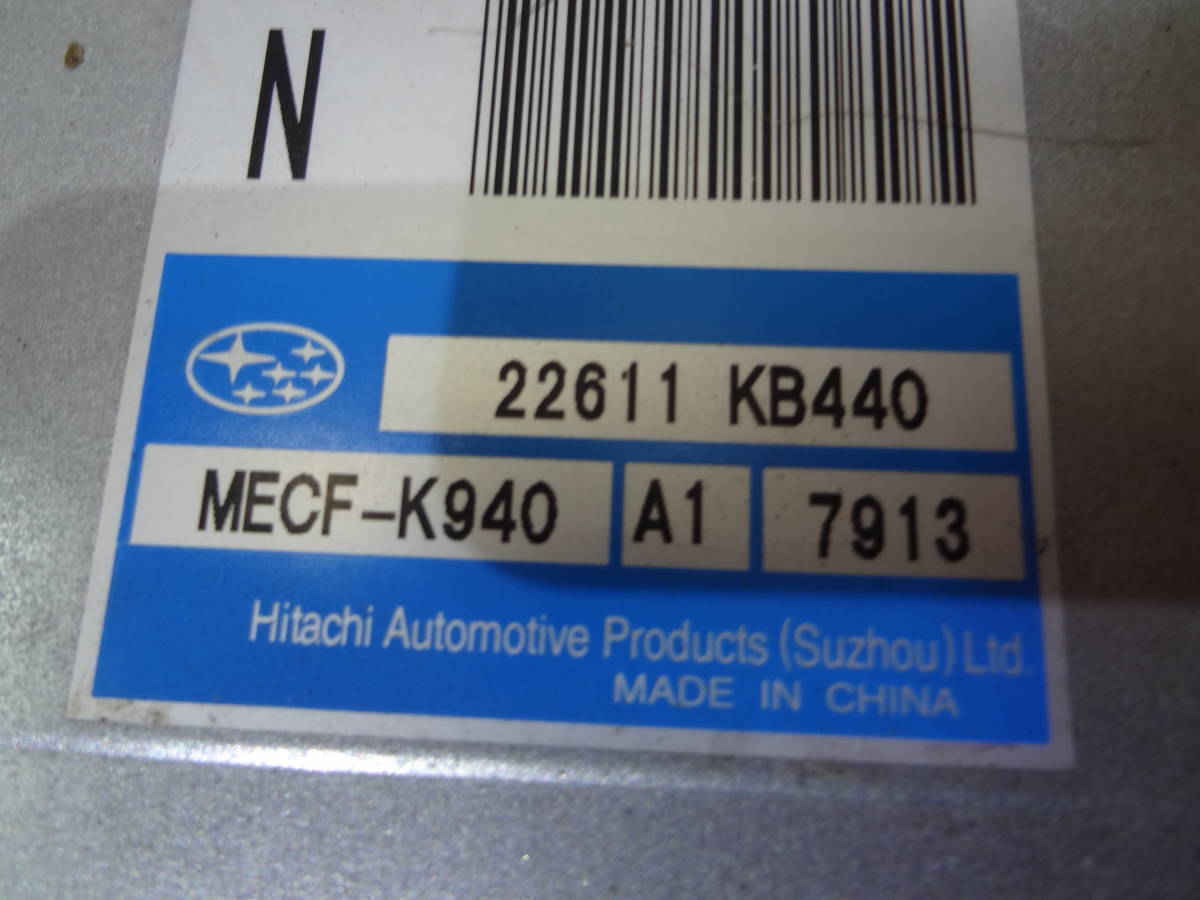 N
22611 KB440
MECF-K940 A1 7913
Hitachi Automotive Products (Suzhou) Ltd.
MADE IN CHINA